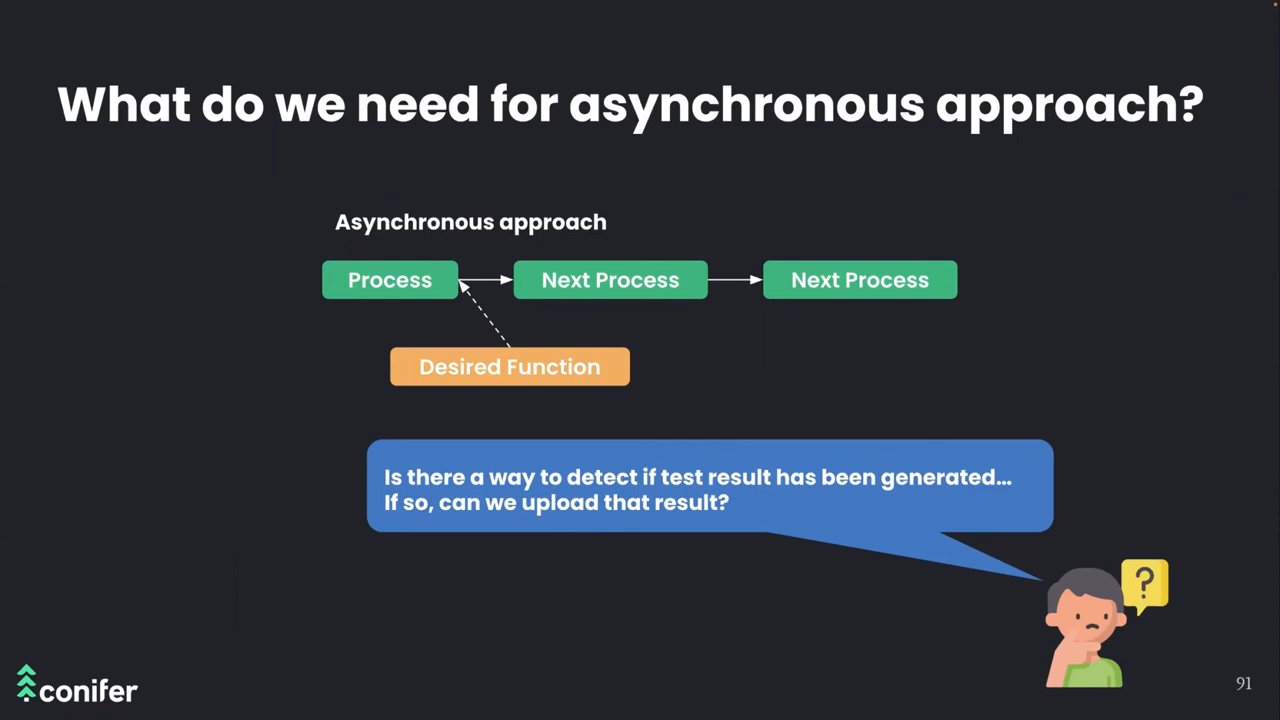 What do we need for asynchronous approach?
Asynchronous approach
Process
Next Process
Next Process
Desired Function
Is there a way to detect if test result has been generated...
If so, can we upload that result?
?
conifer
91